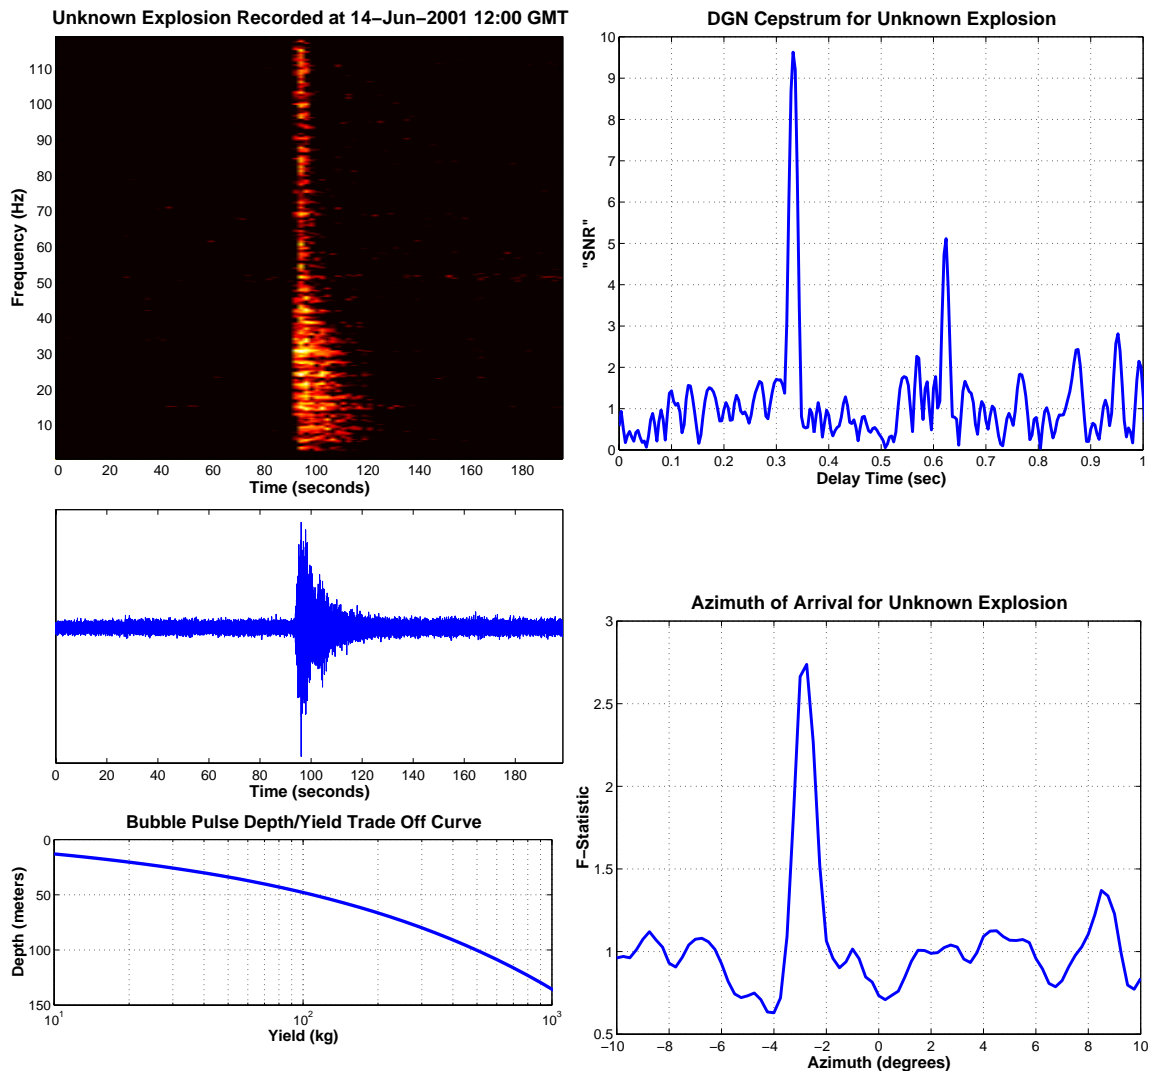 Unknown Explosion Recorded at 14−Jun−2001 12:00 GMT
Frequency (Hz)
110
100
90
80
70
60
50
40
30
20
10
0 20 40 60 80 100 120 140 160 180
Time (seconds)
DGN Cepstrum for Unknown Explosion
"SNR"
10
9
8
7
6
5
4
3
2
1
0
0 0.1 0.2 0.3 0.4 0.5 0.6 0.7 0.8 0.9 1
Delay Time (sec)
0 20 40 60 80 100 120 140 160 180
Time (seconds)
Bubble Pulse Depth/Yield Trade Off Curve
Depth (meters)
0
50
100
150
10^1 10^2 10^3
Yield (kg)
Azimuth of Arrival for Unknown Explosion
F−Statistic
3
2.5
2
1.5
1
0.5
−10 −8 −6 −4 −2 0 2 4 6 8 10
Azimuth (degrees)